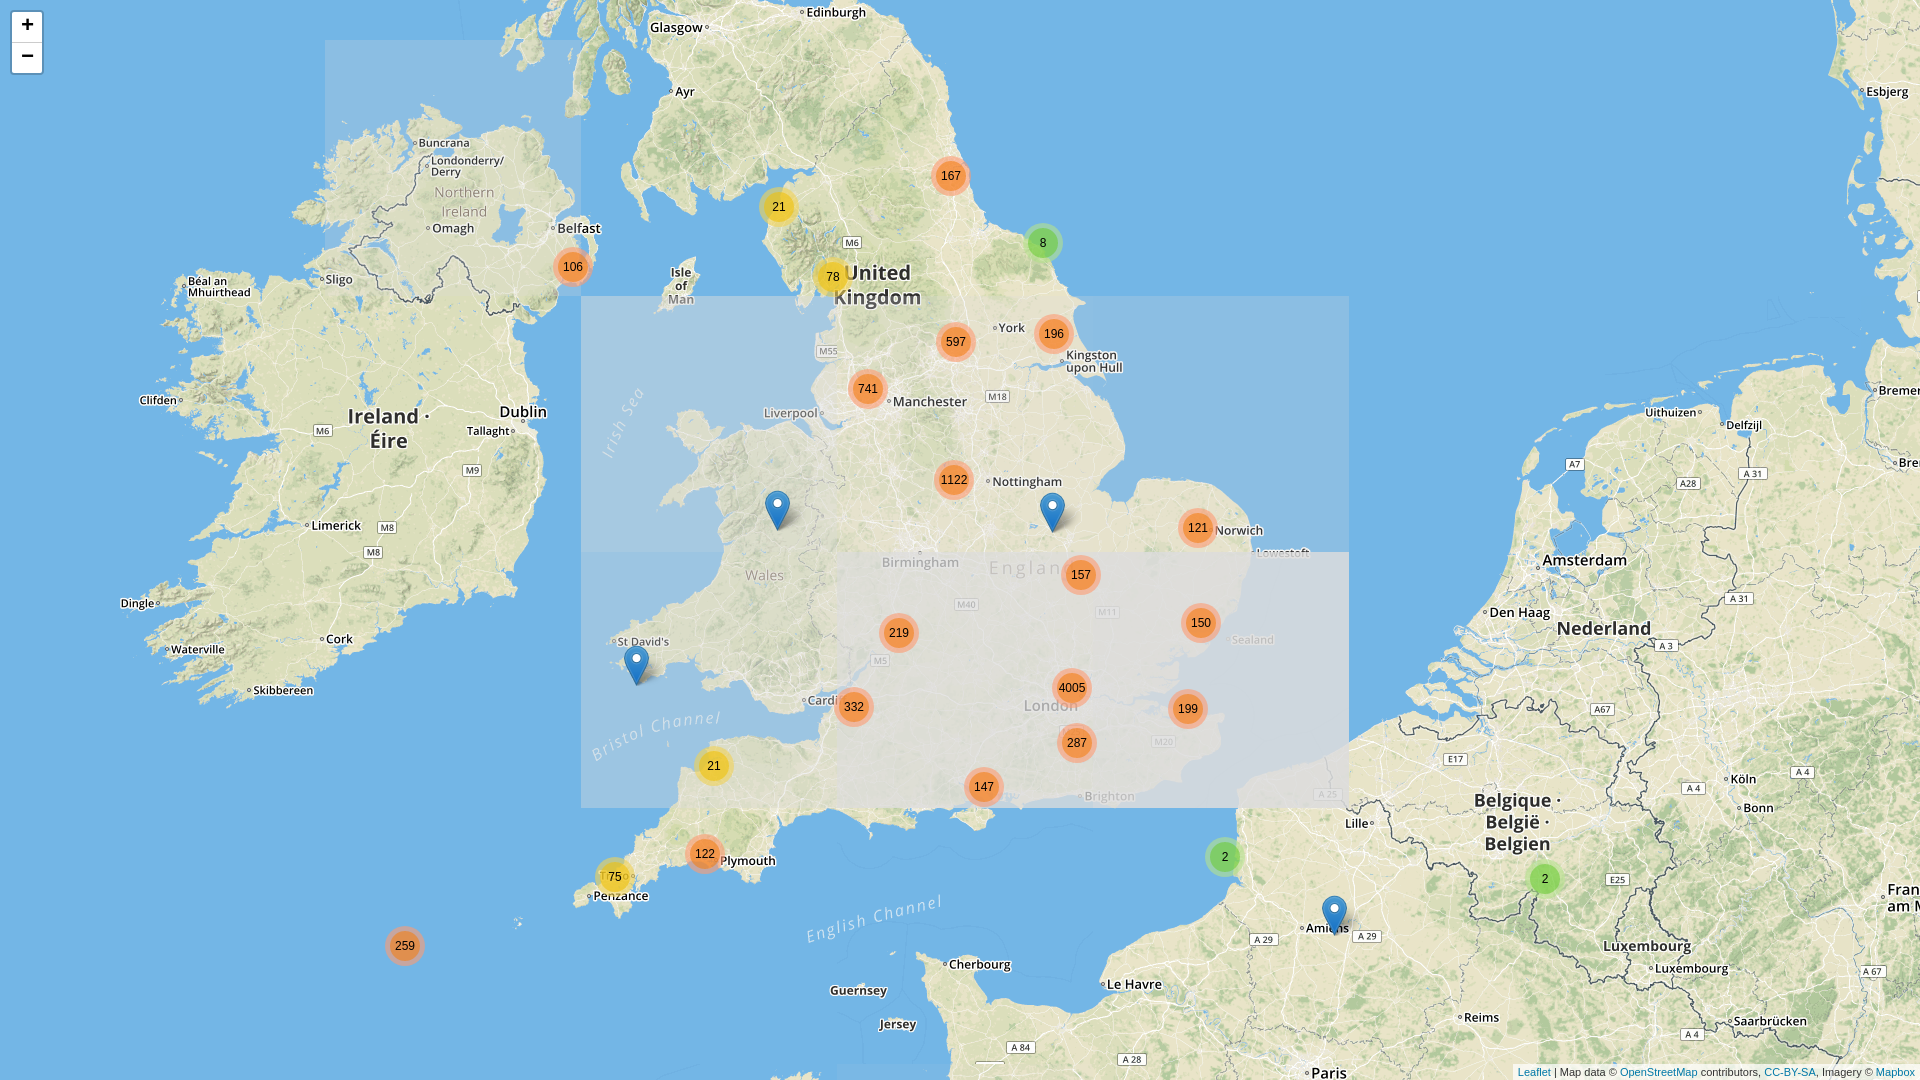 +
−
Edinburgh
Glasgow
Ayr
Esbjerg
Buncrana
Londonderry/
Derry
Northern
Ireland
Omagh
Belfast
167
21
8
M6
106
78
United
Kingdom
Isle
of
Man
Sligo
Béal an
Mhuirthead
York
196
597
M55
Kingston
upon Hull
741
Manchester
M18
Liverpool
Irish Sea
Clifden
Ireland ·
Éire
Dublin
Tallaght
M6
M9
Uithuizen
Delfzijl
Bremer
Bre
A7
A 31
A28
1122
Nottingham
121
Norwich
Lowestoft
Limerick
M8
M8
Birmingham
Englan
Wales
157
Amsterdam
Den Haag
A 31
Nederland
A 3
Dingle
Waterville
Cork
Skibbereen
M40
M11
219
150
Sealand
St David's
M5
4005
London
199
Cardi
332
287
M20
Bristol Channel
21
147
Brighton
A 25
A67
E17
A 4
Köln
A 4
Bonn
Belgique ·
België ·
Belgien
Lille
122
Plymouth
75
Penzance
2
2
E25
259
English Channel
Amiens
A 29
A 29
Fran
am M
Luxembourg
Luxembourg
A 67
Cherbourg
Guernsey
Le Havre
Jersey
Reims
Saarbrücken
A 84
A 28
A 4
Paris
Leaflet | Map data © OpenStreetMap contributors, CC-BY-SA, Imagery © Mapbox